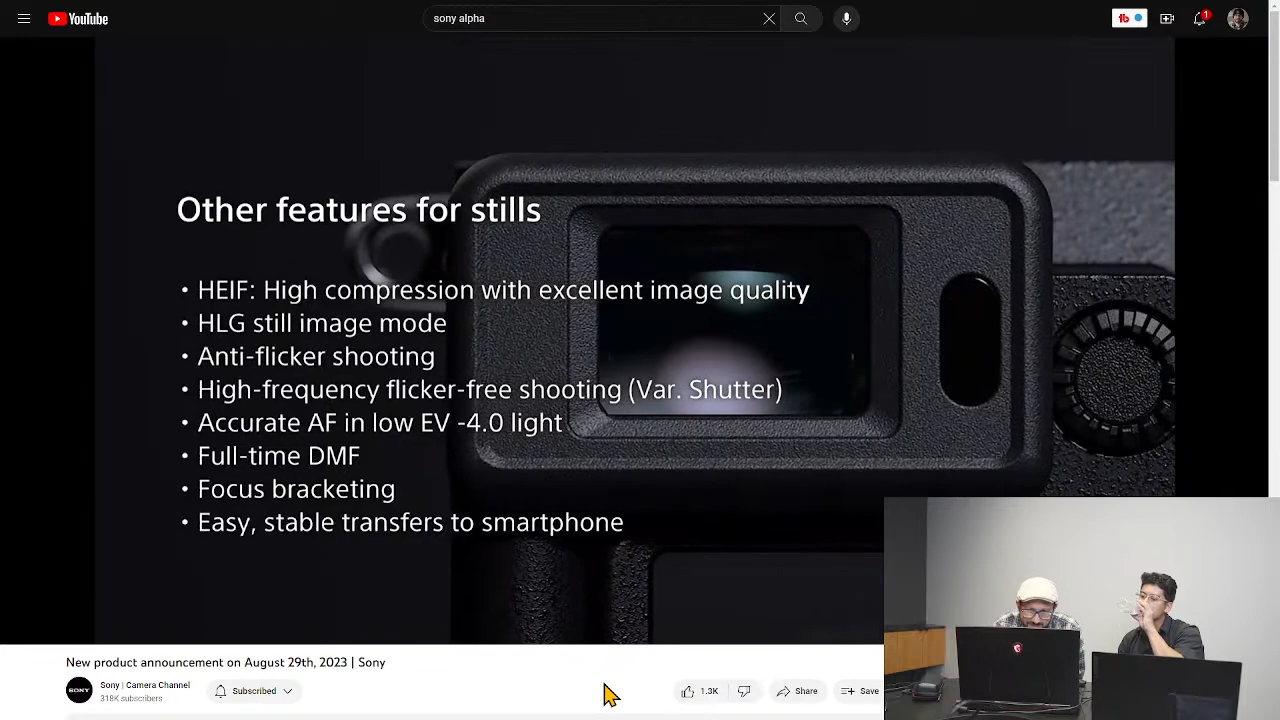 YouTube
sony alpha
1
Other features for stills
• HEIF: High compression with excellent image quality
• HLG still image mode
• Anti-flicker shooting
• High-frequency flicker-free shooting (Var. Shutter)
• Accurate AF in low EV -4.0 light
• Full-time DMF
• Focus bracketing
• Easy, stable transfers to smartphone
New product announcement on August 29th, 2023 | Sony
SONY
Sony | Camera Channel
318K subscribers
Subscribed
1.3K
Share
Save